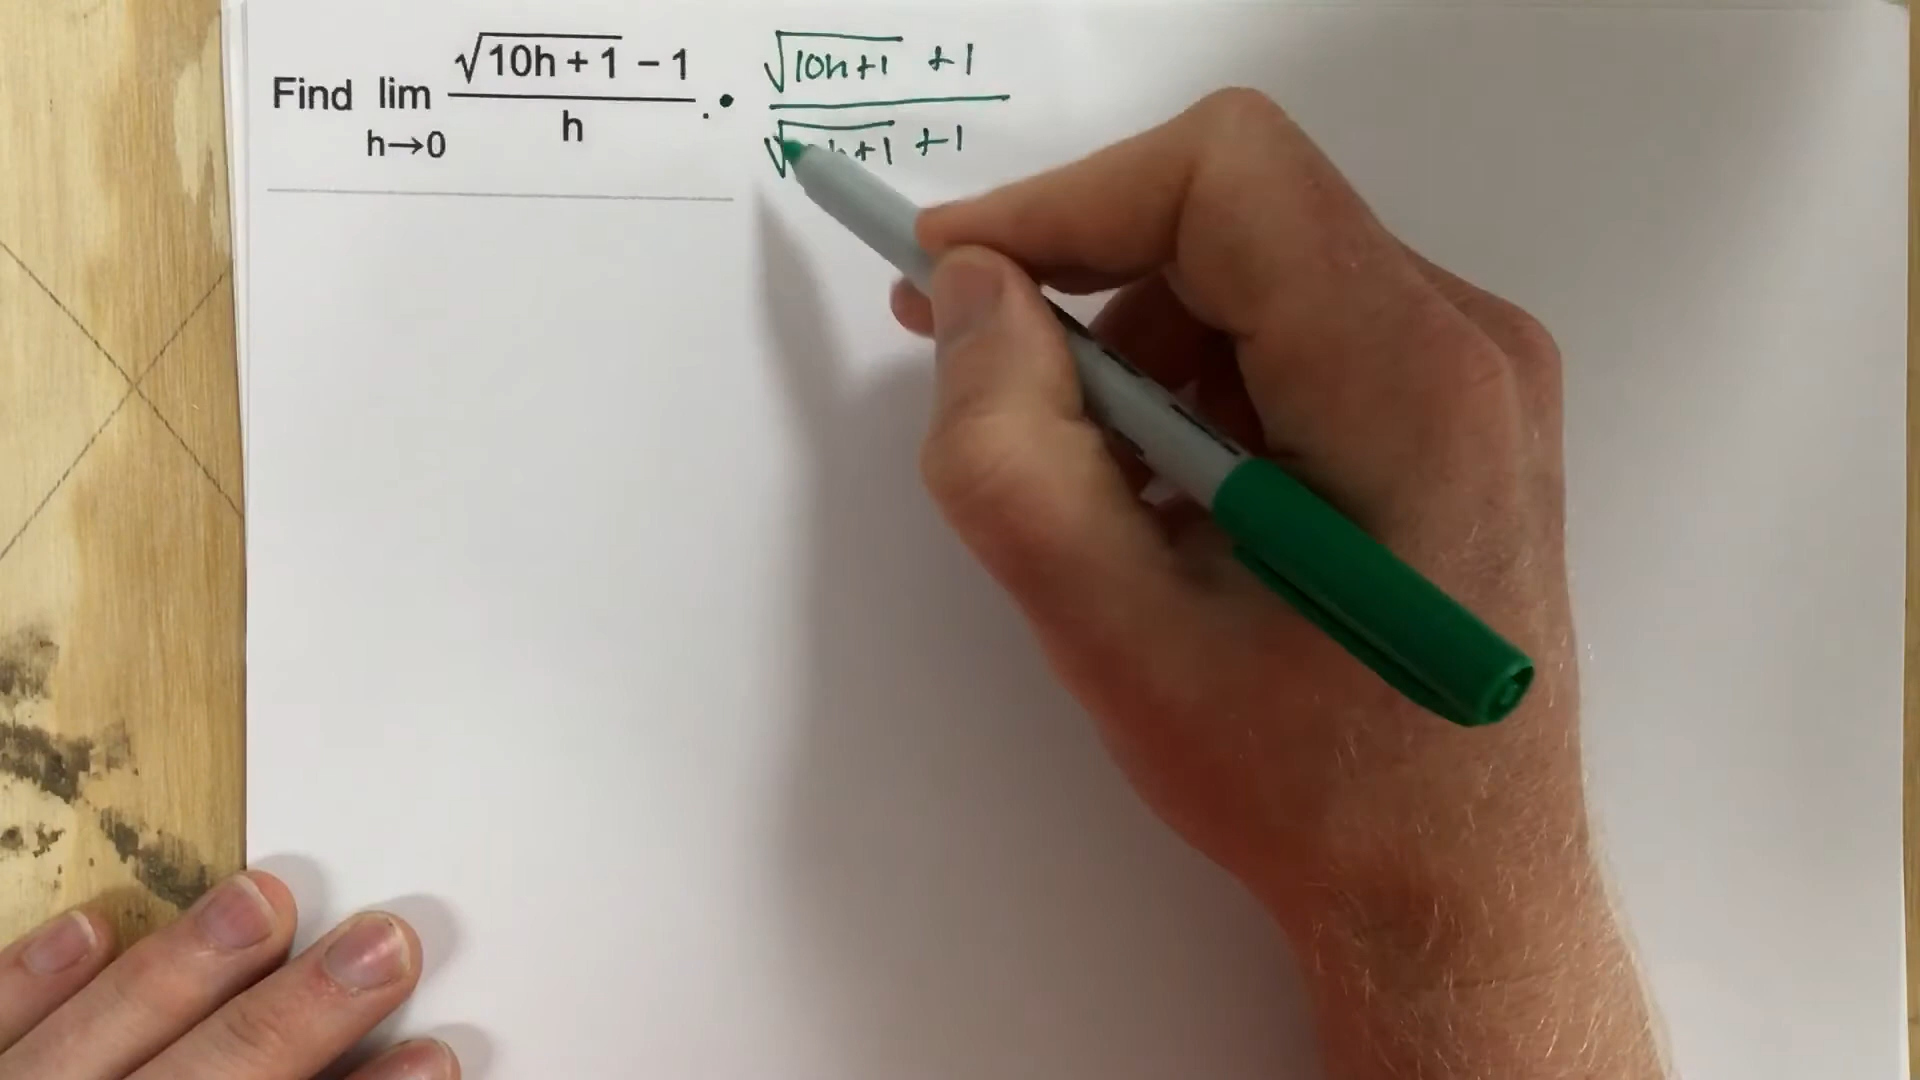 Find lim √10h + 1 − 1 / h . • √10h+1 +1 / √ h+1 +1
h→0